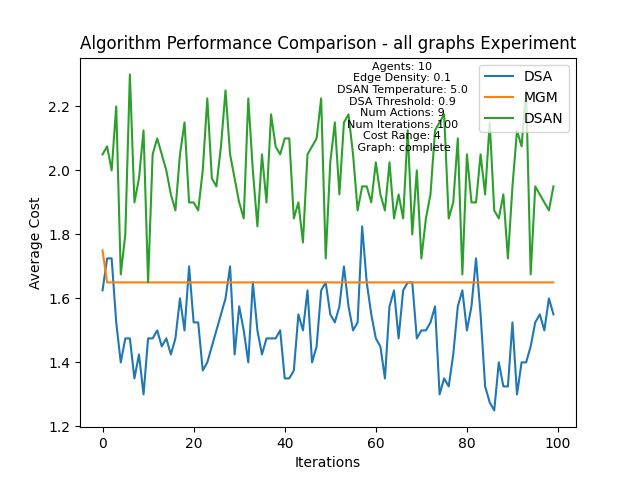 Algorithm Performance Comparison - all graphs Experiment
Agents: 10
Edge Density: 0.1
DSAN Temperature: 5.0
DSA Threshold: 0.9
Num Actions: 9
Num Iterations: 100
Cost Range: 4
Graph: complete
DSA
MGM
DSAN
2.2
2.0
1.8
1.6
1.4
1.2
Average Cost
0 20 40 60 80 100
Iterations